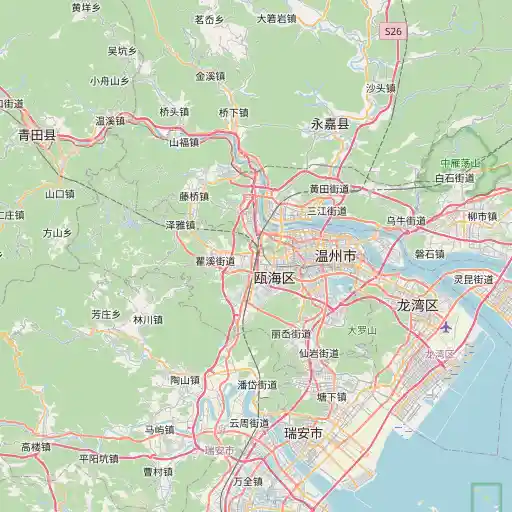 黄垟乡
茗岙乡
大箬岩镇
S26
吴坑乡
金溪镇
小舟山乡
沙头镇
桥头镇
桥下镇
温溪镇
永嘉县
青田县
山福镇
中雁荡山
白石街道
山口镇
藤桥镇
黄田街道
仁庄镇
三江街道
柳市镇
泽雅镇
乌牛街道
方山乡
瞿溪街道
温州市
磐石镇
瓯海区
灵昆街道
龙湾区
芳庄乡
林川镇
大罗山
丽岙街道
仙岩街道
龙湾区
陶山镇
潘岱街道
塘下镇
马屿镇
云周街道
瑞安市
高楼镇
瑞安市
平阳坑镇
曹村镇
万全镇